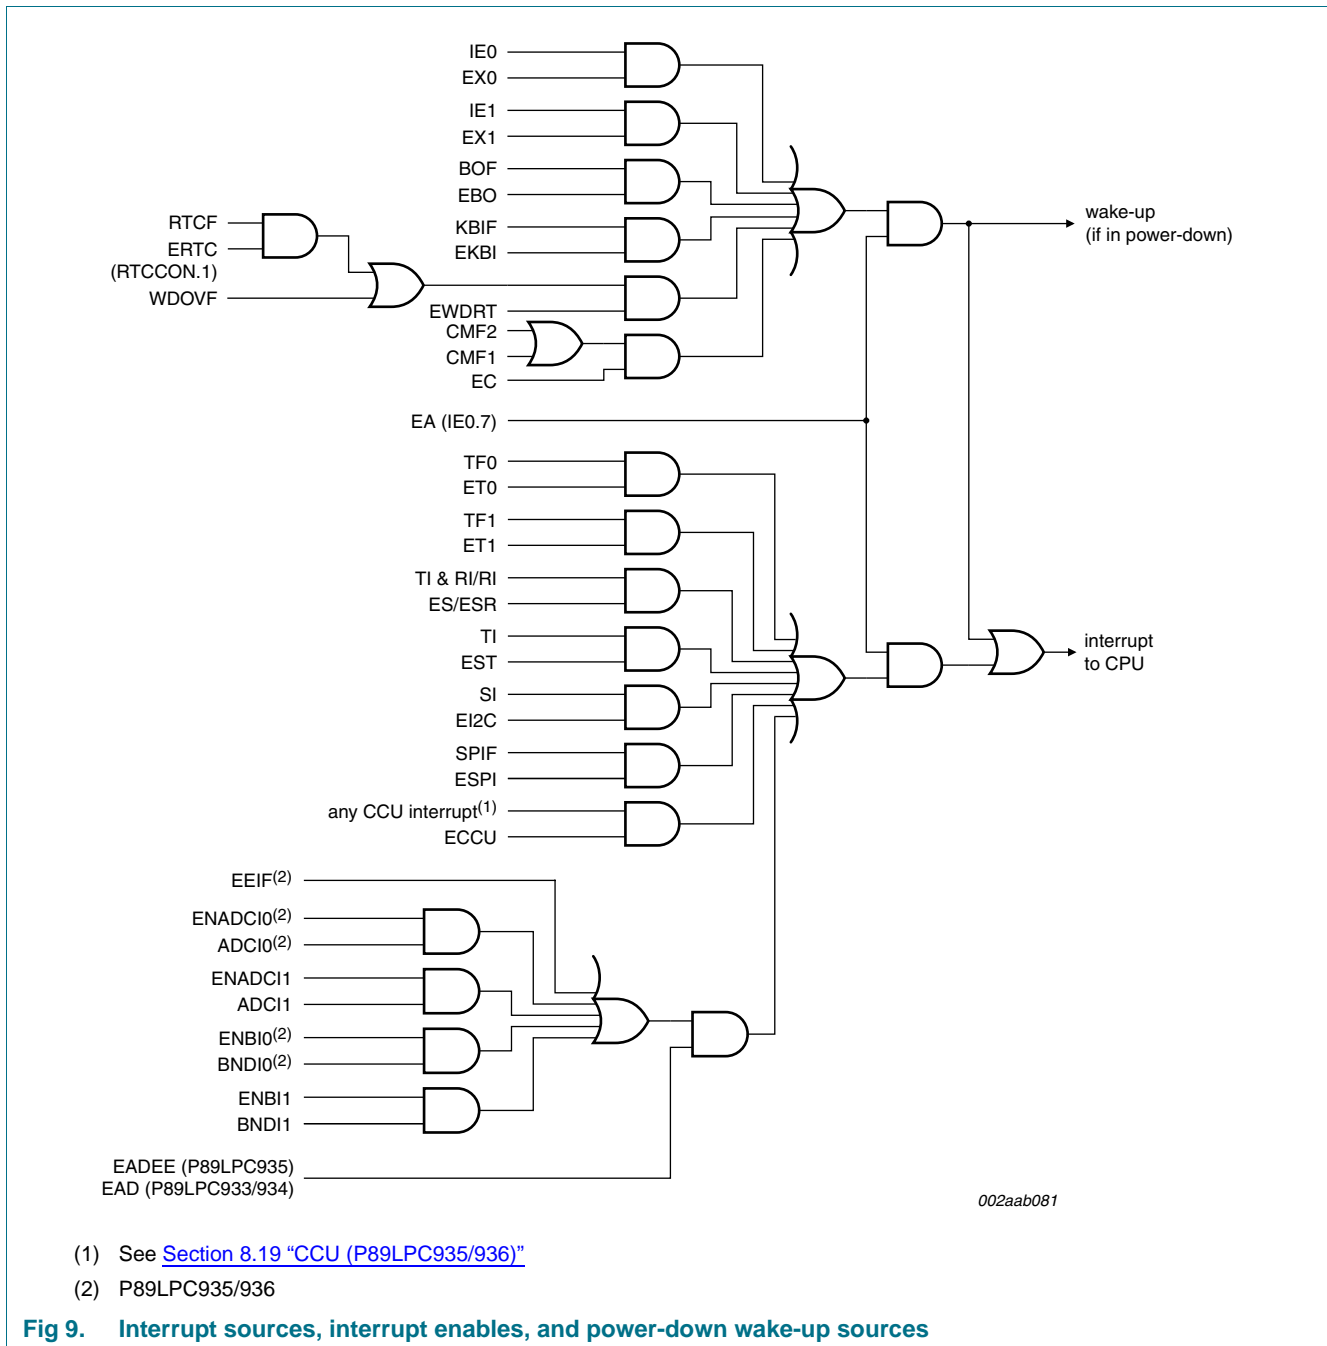 IE0
EX0
IE1
EX1
BOF
EBO
KBIF
EKBI
RTCF
ERTC
(RTCCON.1)
WDOVF
EWDRT
CMF2
CMF1
EC
wake-up
(if in power-down)
EA (IE0.7)
TF0
ET0
TF1
ET1
TI & RI/RI
ES/ESR
TI
EST
SI
EI2C
SPIF
ESPI
any CCU interrupt(1)
ECCU
interrupt
to CPU
EEIF(2)
ENADCI0(2)
ADCI0(2)
ENADCI1
ADCI1
ENBI0(2)
BNDI0(2)
ENBI1
BNDI1
EADEE (P89LPC935)
EAD (P89LPC933/934)
002aab081
(1) See Section 8.19 “CCU (P89LPC935/936)”
(2) P89LPC935/936
Fig 9. Interrupt sources, interrupt enables, and power-down wake-up sources